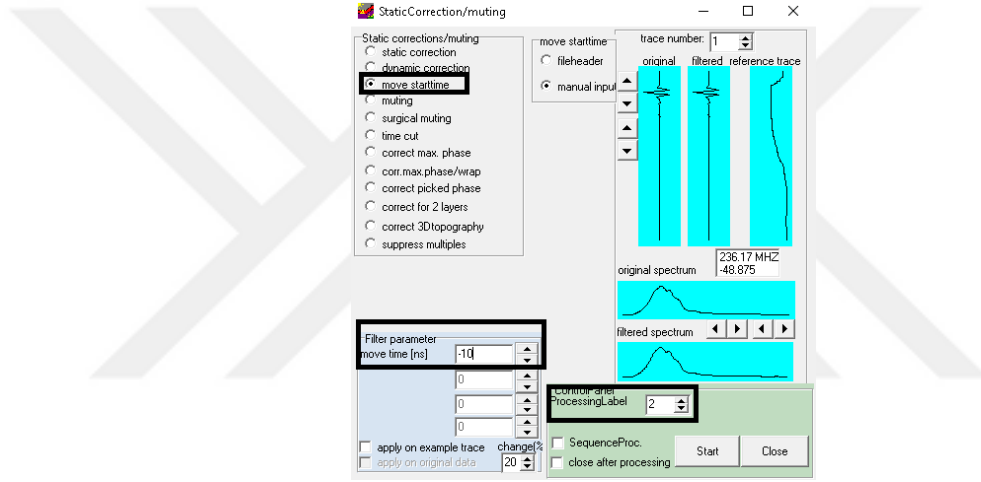 StaticCorrection/muting
Static corrections/muting
static correction
dynamic correction
move starttime
muting
surgical muting
time cut
correct max. phase
corr.max.phase/wrap
correct picked phase
correct for 2 layers
correct 3Dtopography
suppress multiples
move starttime
fileheader
manual input
trace number: 1
original filtered reference trace
236.17 MHZ
-48.875
original spectrum
filtered spectrum
Filter parameter
move time [ns] -10
0
0
0
apply on example trace change(%
apply on original data 20
ControlPanel
ProcessingLabel 2
SequenceProc.
close after processing
Start Close